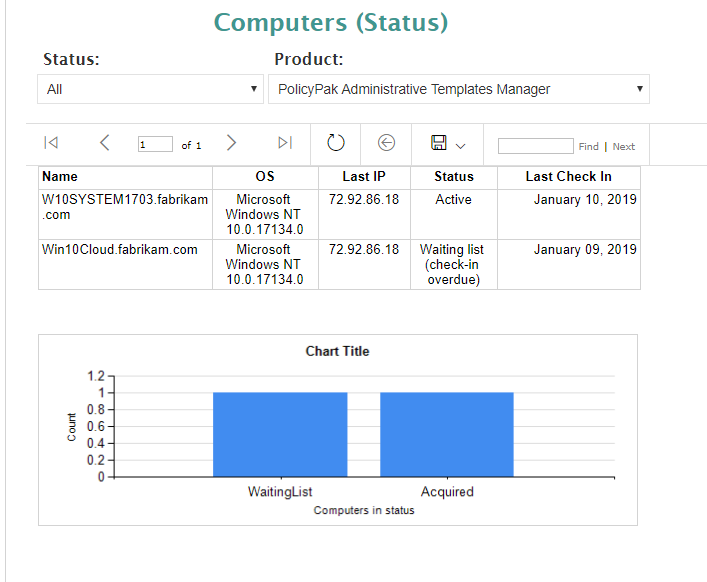 Computers (Status)
Status: Product:
All PolicyPak Administrative Templates Manager
1 of 1 Find | Next
Name OS Last IP Status Last Check In
W10SYSTEM1703.fabrikam Microsoft 72.92.86.18 Active January 10, 2019
.com Windows NT
10.0.17134.0
Win10Cloud.fabrikam.com Microsoft 72.92.86.18 Waiting list January 09, 2019
Windows NT (check-in
10.0.17134.0 overdue)
Chart Title
1.2
1
0.8
0.6
0.4
0.2
0
Count
WaitingList Acquired
Computers in status